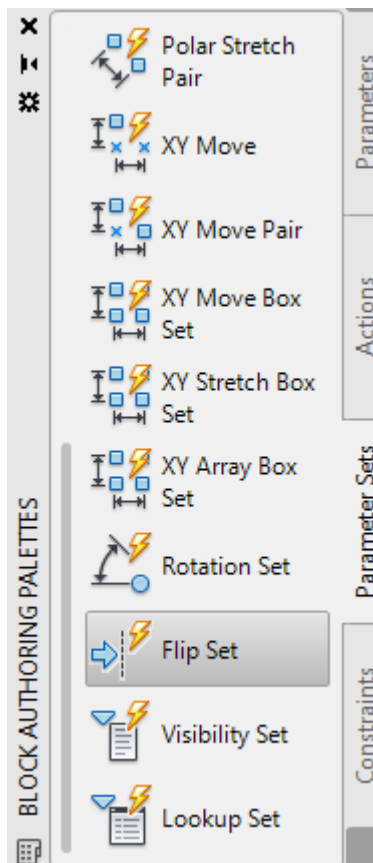 Polar Stretch
Pair
XY Move
XY Move Pair
XY Move Box
Set
XY Stretch Box
Set
XY Array Box
Set
Rotation Set
Flip Set
Visibility Set
Lookup Set
Parameters
Actions
Parameter Sets
Constraints
BLOCK AUTHORING PALETTES